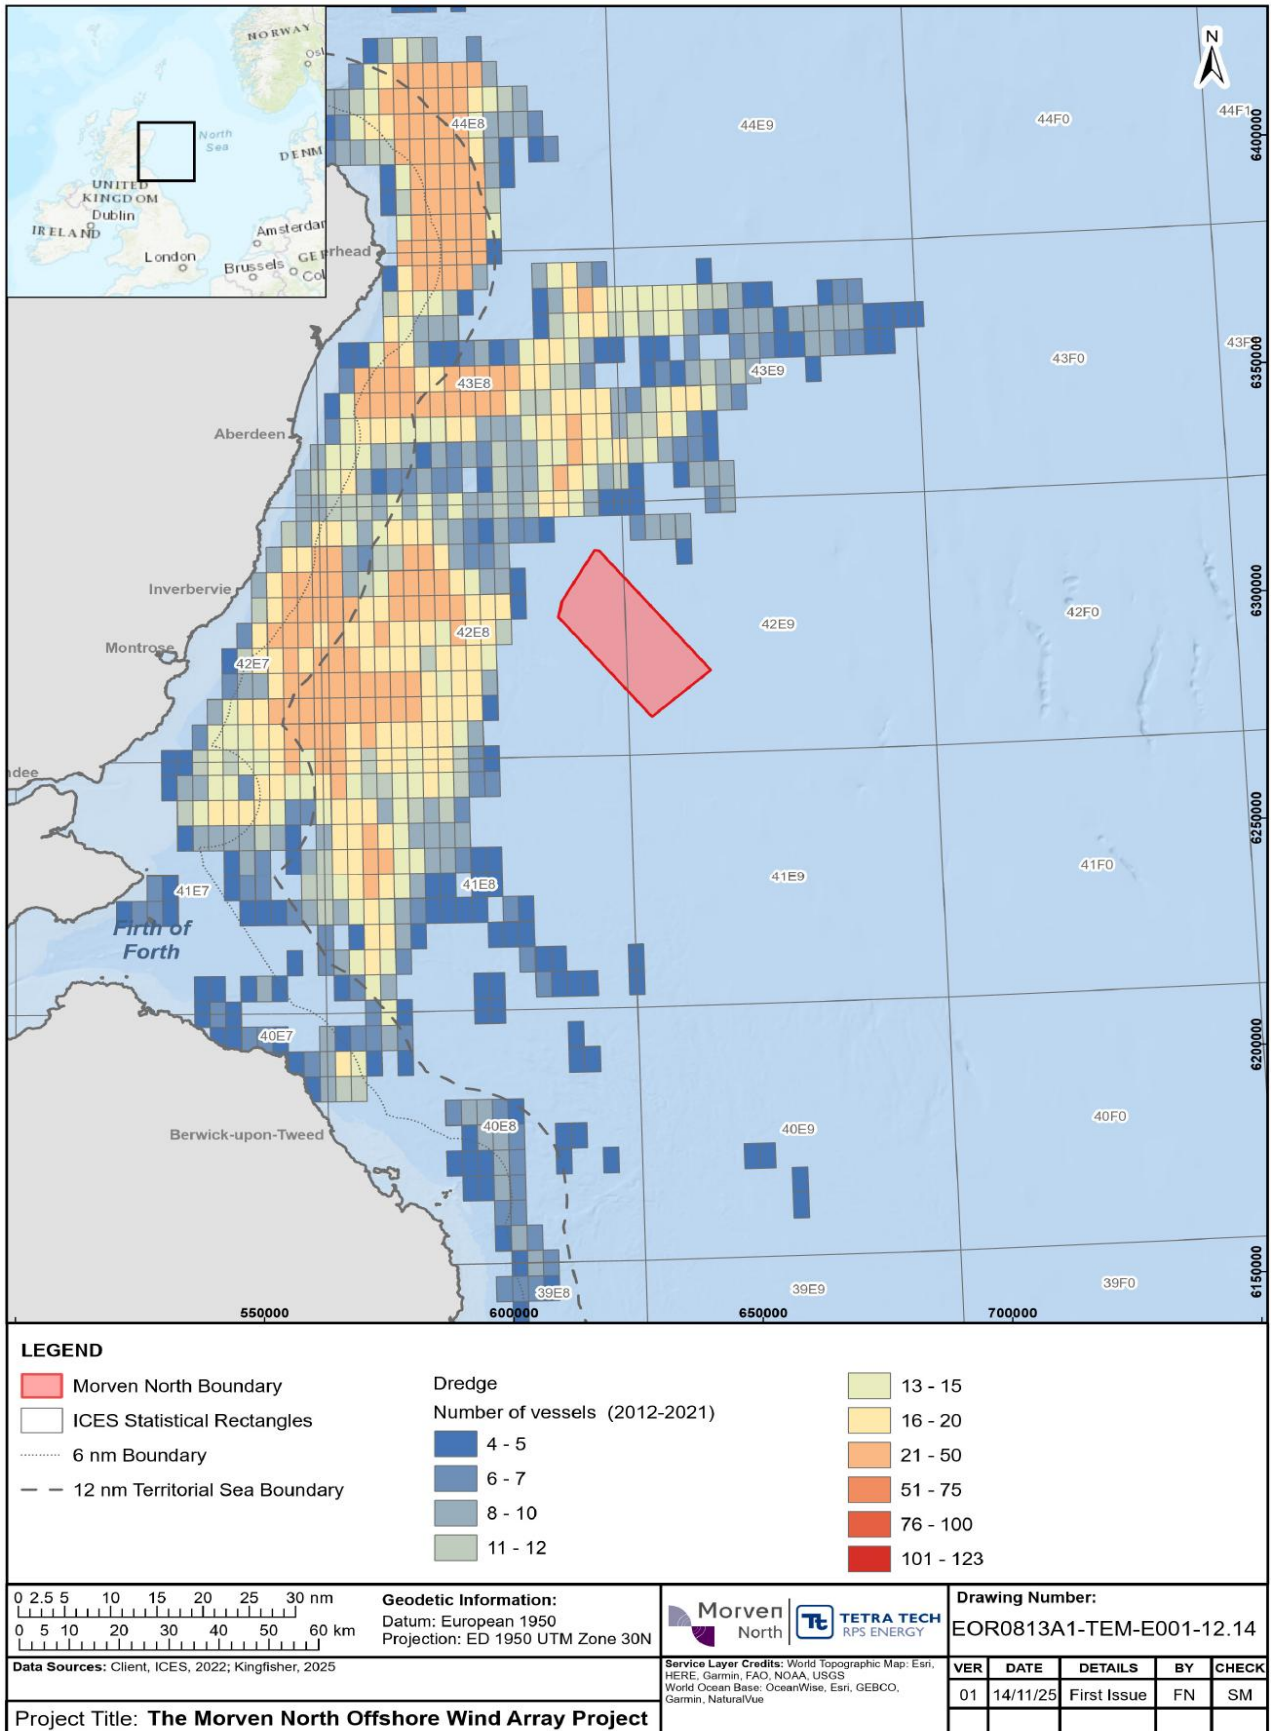 NORWAY
Osl
North
Sea
DENM
UNITED
KINGDOM
Dublin
IRELAND
Amsterdar
London
GER
Brussels
Col
N
44E8
44E9
44F0
44F1
6400000
rhead
43E8
43E9
43F0
43F
6350000
Aberdeen
Inverbervie
6300000
Montrose
42E7
42E8
42E9
42F0
ndee
6250000
41E7
41E8
41E9
41F0
Firth of
Forth
40E7
6200000
Berwick-upon-Tweed
40E8
40E9
40F0
39E8
39E9
39F0
6150000
550000
600000
650000
700000
LEGEND
Morven North Boundary
ICES Statistical Rectangles
6 nm Boundary
12 nm Territorial Sea Boundary
Dredge
Number of vessels (2012-2021)
4 - 5
6 - 7
8 - 10
11 - 12
13 - 15
16 - 20
21 - 50
51 - 75
76 - 100
101 - 123
0 2.5 5 10 15 20 25 30 nm
0 5 10 20 30 40 50 60 km
Geodetic Information:
Datum: European 1950
Projection: ED 1950 UTM Zone 30N
Data Sources: Client, ICES, 2022; Kingfisher, 2025
Project Title: The Morven North Offshore Wind Array Project
Morven
North
Tt
TETRA TECH
RPS ENERGY
Service Layer Credits: World Topographic Map: Esri,
HERE, Garmin, FAO, NOAA, USGS
World Ocean Base: OceanWise, Esri, GEBCO,
Garmin, NaturalVue
Drawing Number:
EOR0813A1-TEM-E001-12.14
VER DATE DETAILS BY CHECK
01 14/11/25 First Issue FN SM